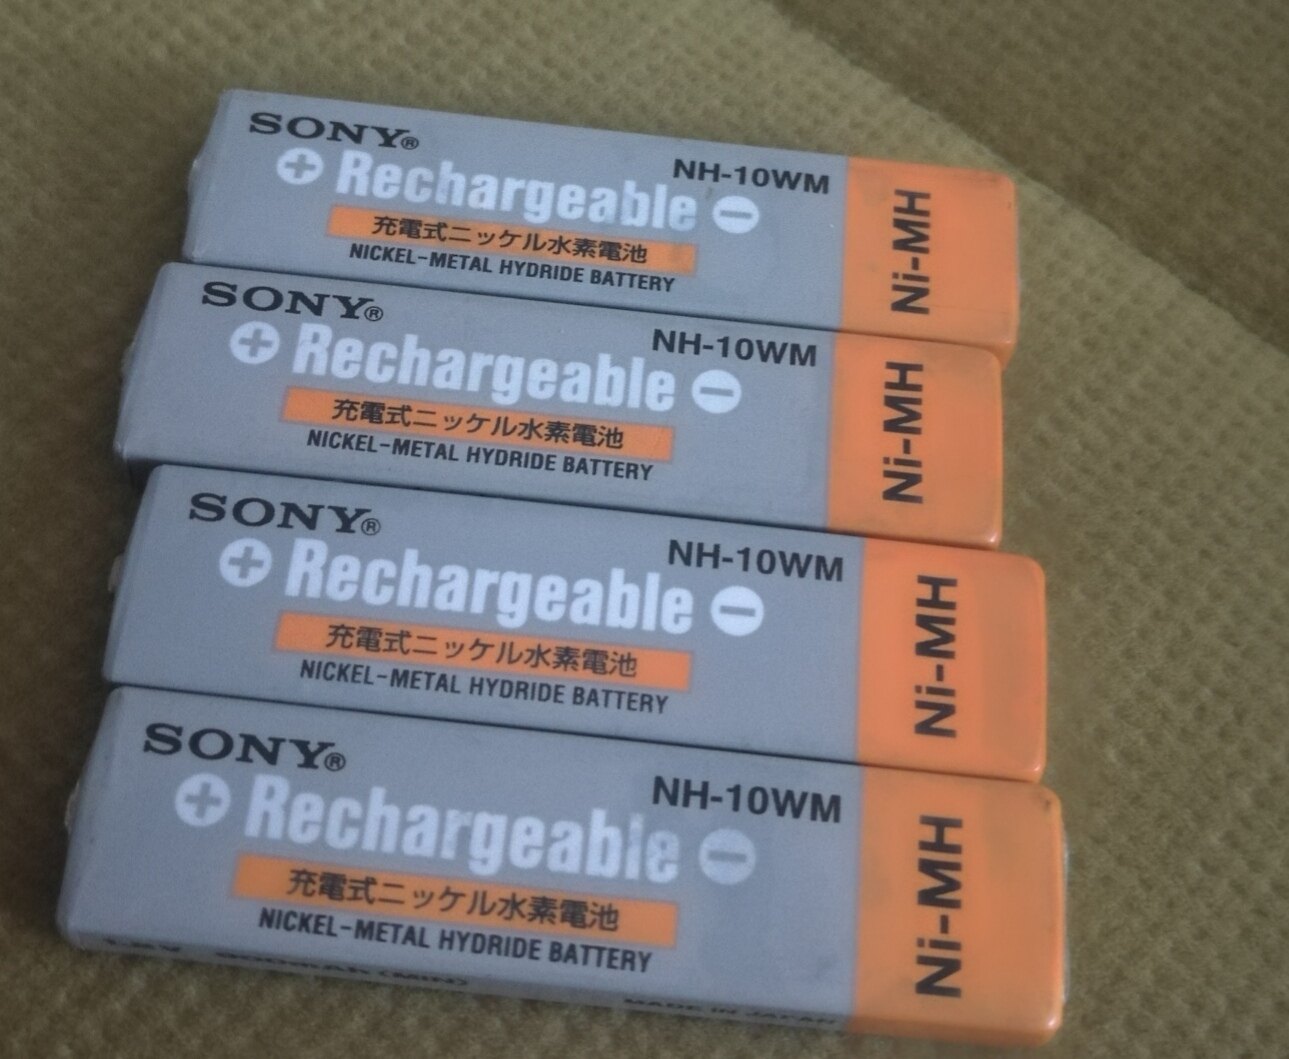 SONY®
NH-10WM
+ Rechargeable −
充電式ニッケル水素電池
NICKEL-METAL HYDRIDE BATTERY
Ni-MH
SONY®
NH-10WM
+ Rechargeable −
充電式ニッケル水素電池
NICKEL-METAL HYDRIDE BATTERY
Ni-MH
SONY®
NH-10WM
+ Rechargeable −
充電式ニッケル水素電池
NICKEL-METAL HYDRIDE BATTERY
Ni-MH
SONY®
NH-10WM
+ Rechargeable −
充電式ニッケル水素電池
NICKEL-METAL HYDRIDE BATTERY
Ni-MH
(MIN) MADE IN JAPAN